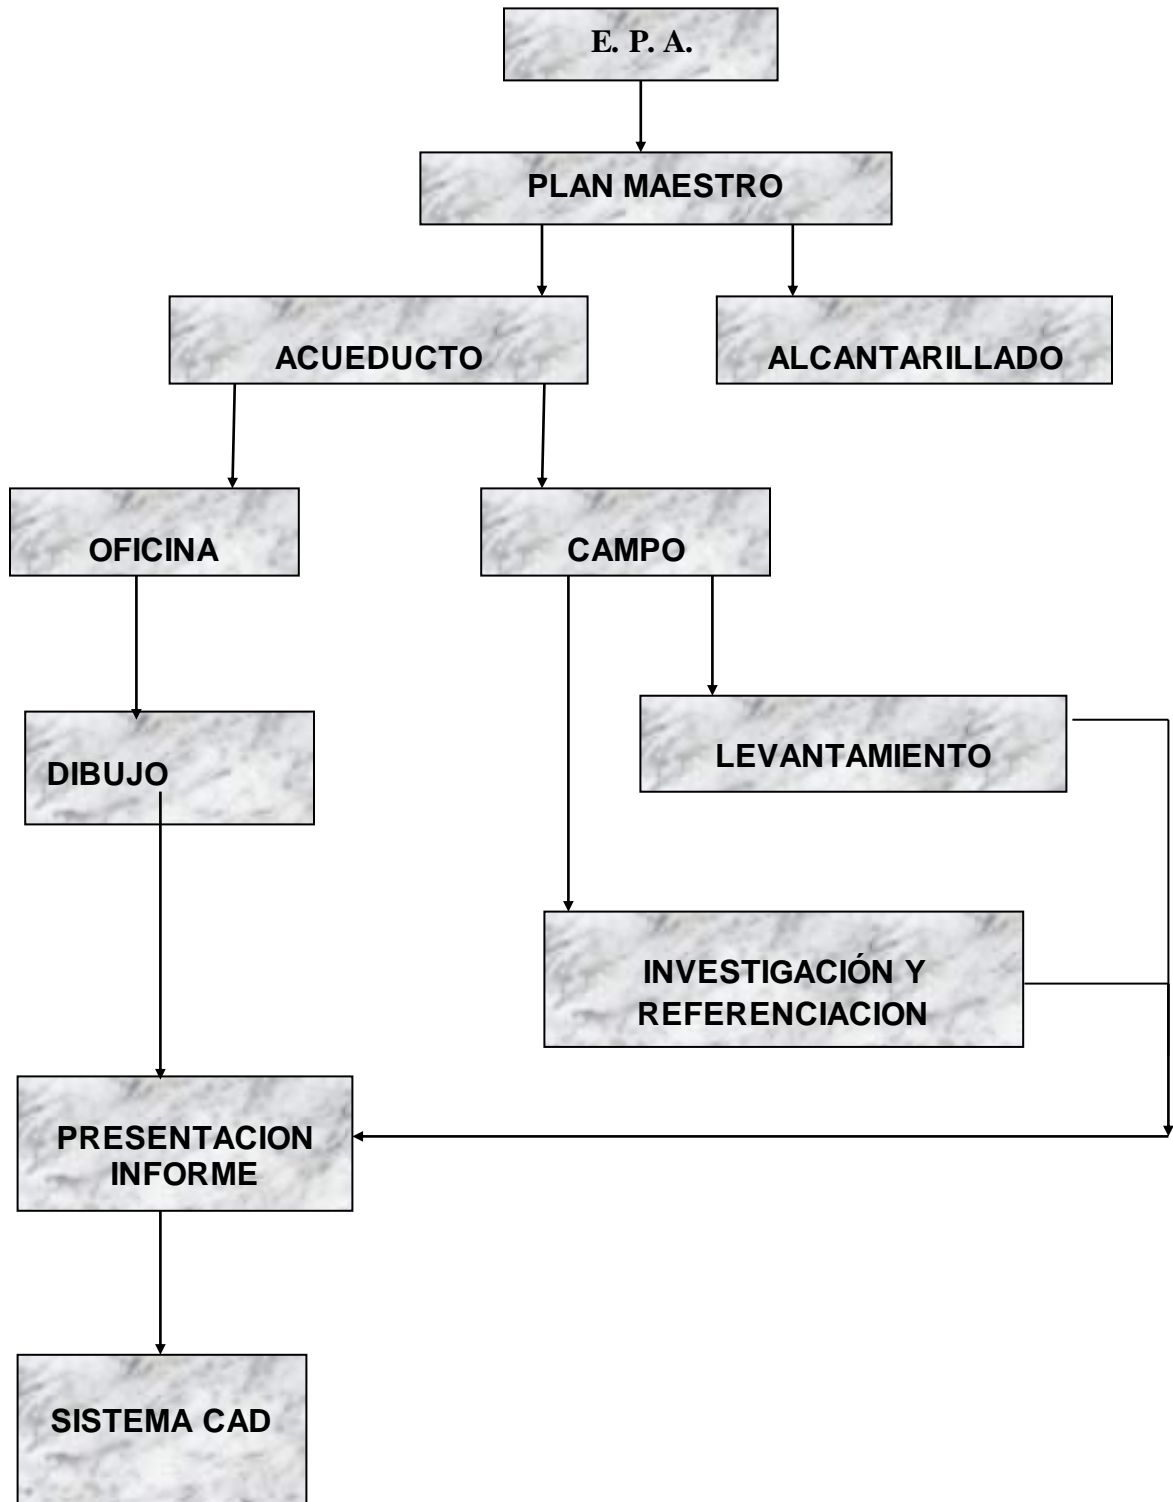 E. P. A.
PLAN MAESTRO
ACUEDUCTO
ALCANTARILLADO
OFICINA
CAMPO
LEVANTAMIENTO
DIBUJO
INVESTIGACIÓN Y
REFERENCIACION
PRESENTACION
INFORME
SISTEMA CAD